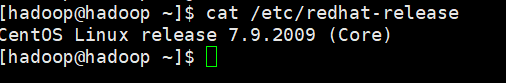 [hadoop@hadoop ~]$ cat /etc/redhat-release
CentOS Linux release 7.9.2009 (Core)
[hadoop@hadoop ~]$